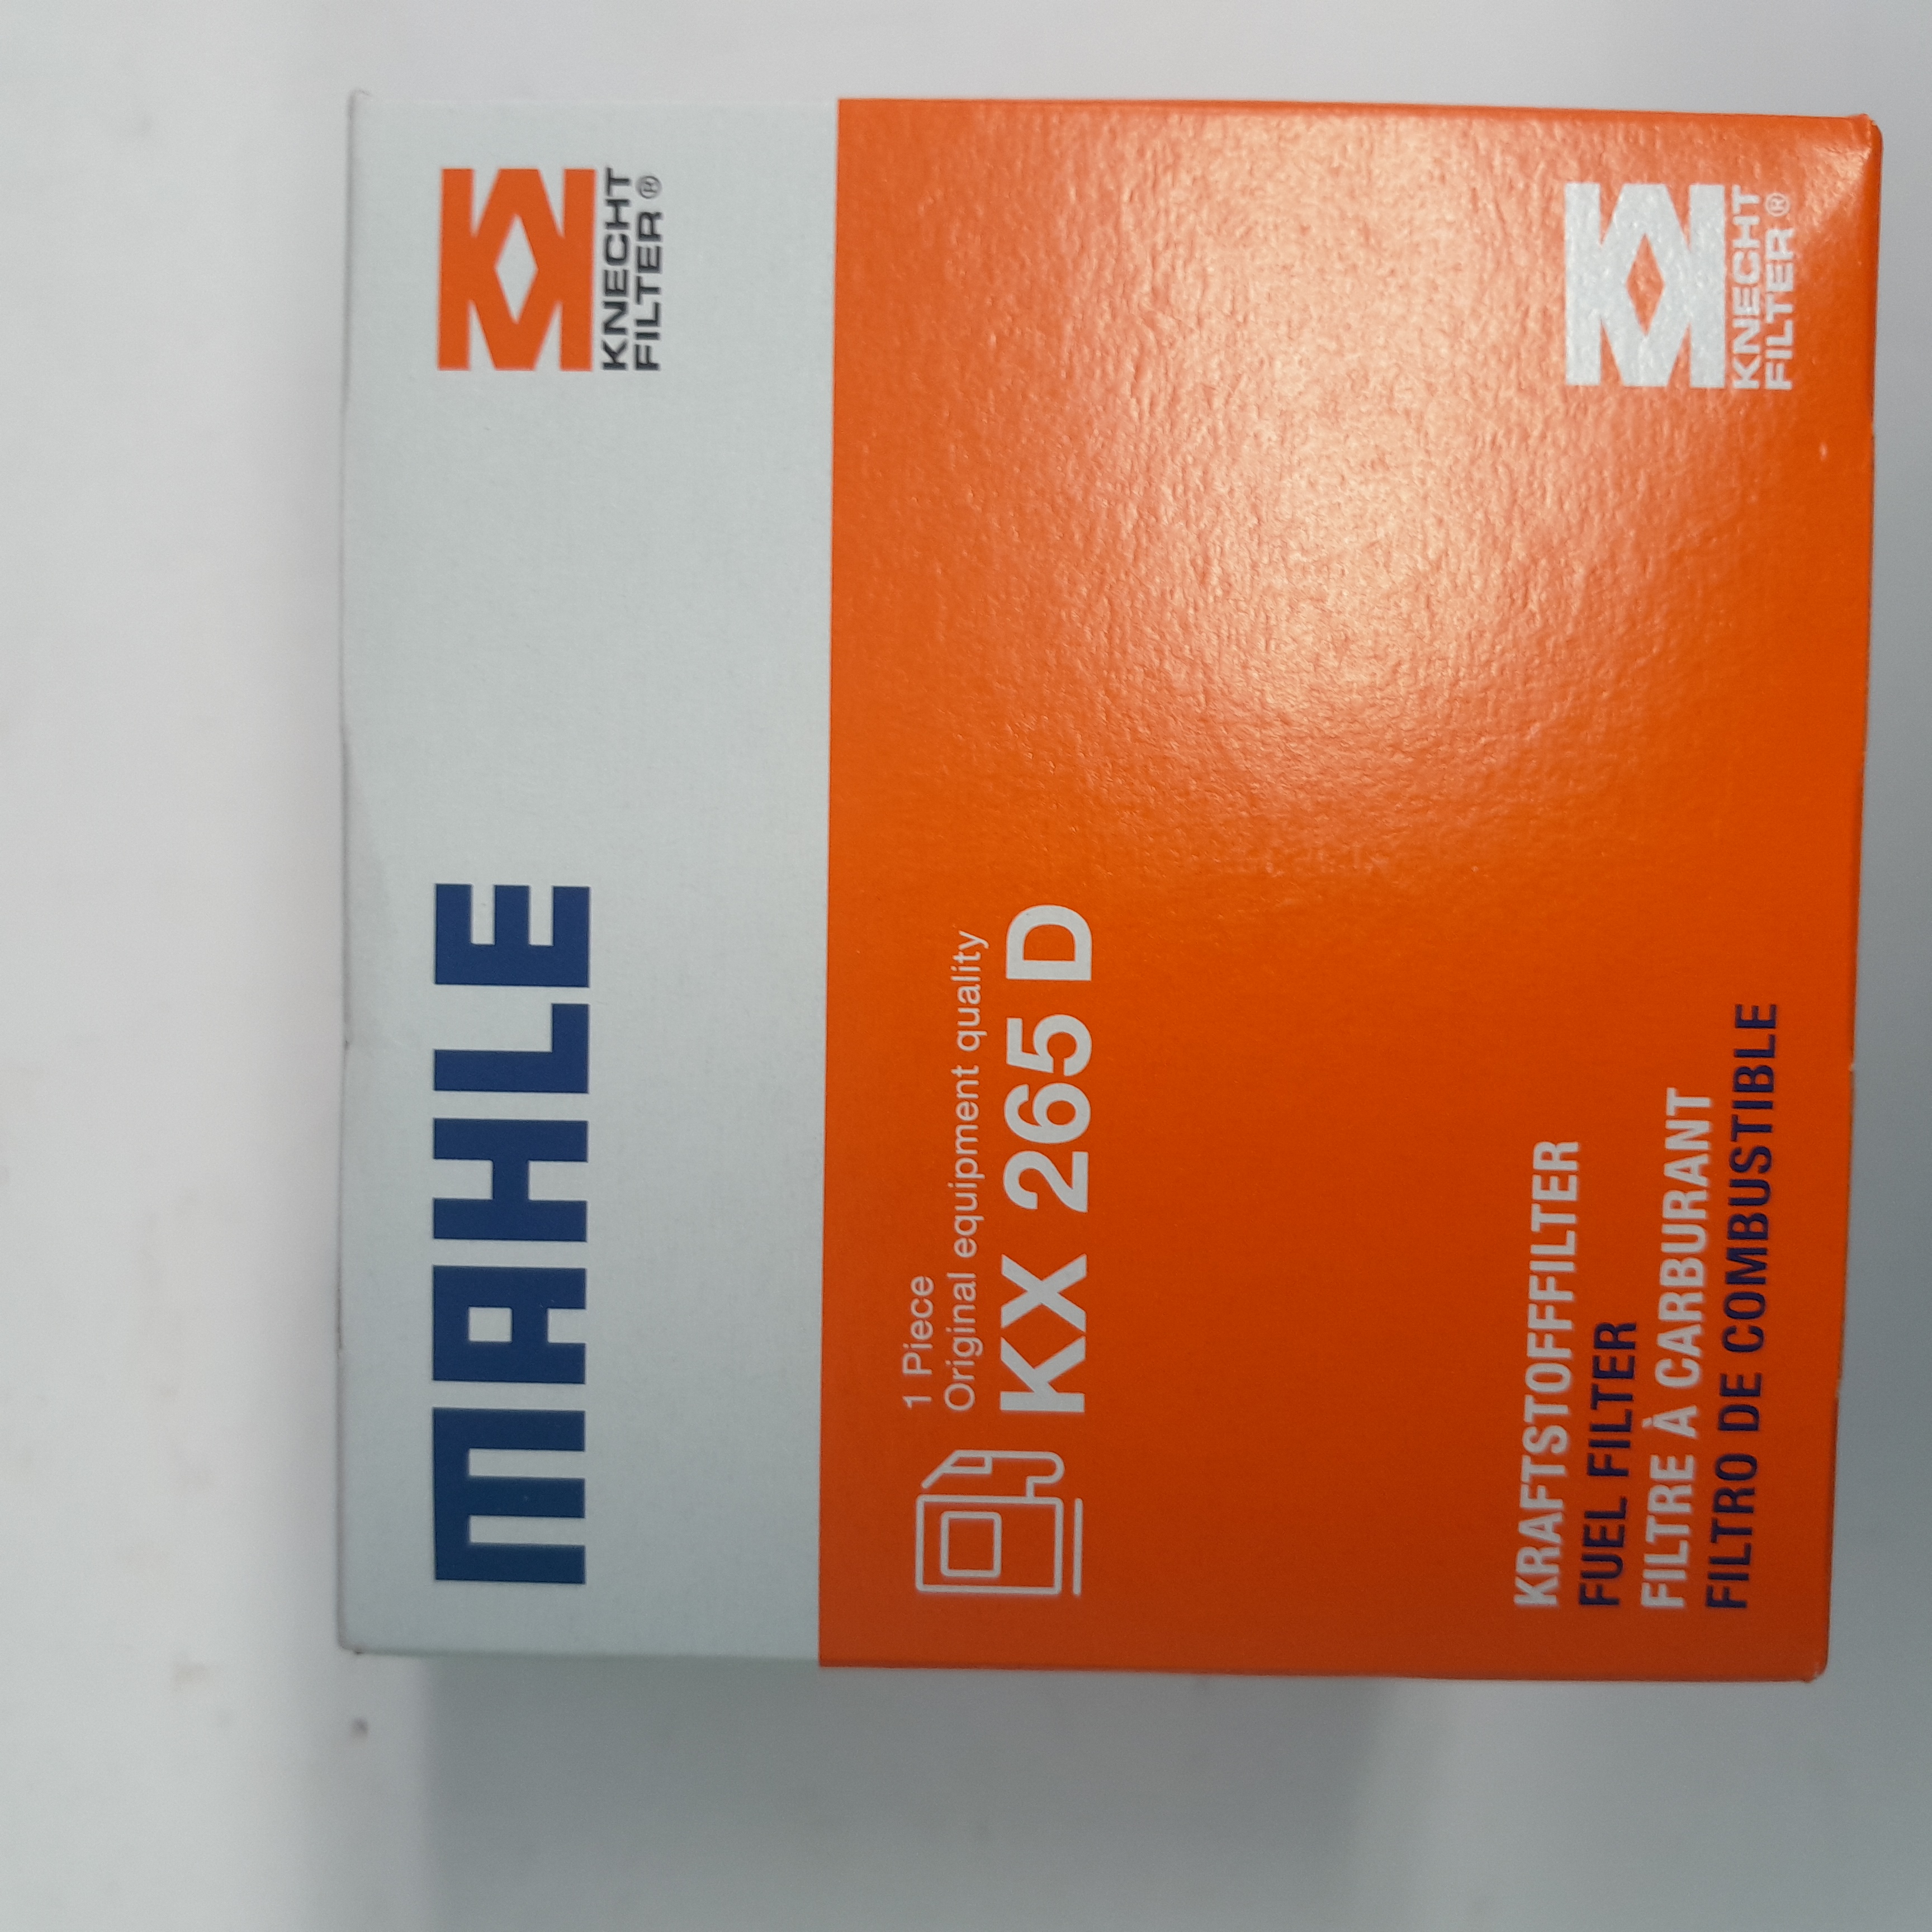 MAHLE
KNECHT
FILTER®
1 Piece
Original equipment quality
KX 265 D
KRAFTSTOFFFILTER
FUEL FILTER
FILTRE À CARBURANT
FILTRO DE COMBUSTIBLE
KNECHT
FILTER®